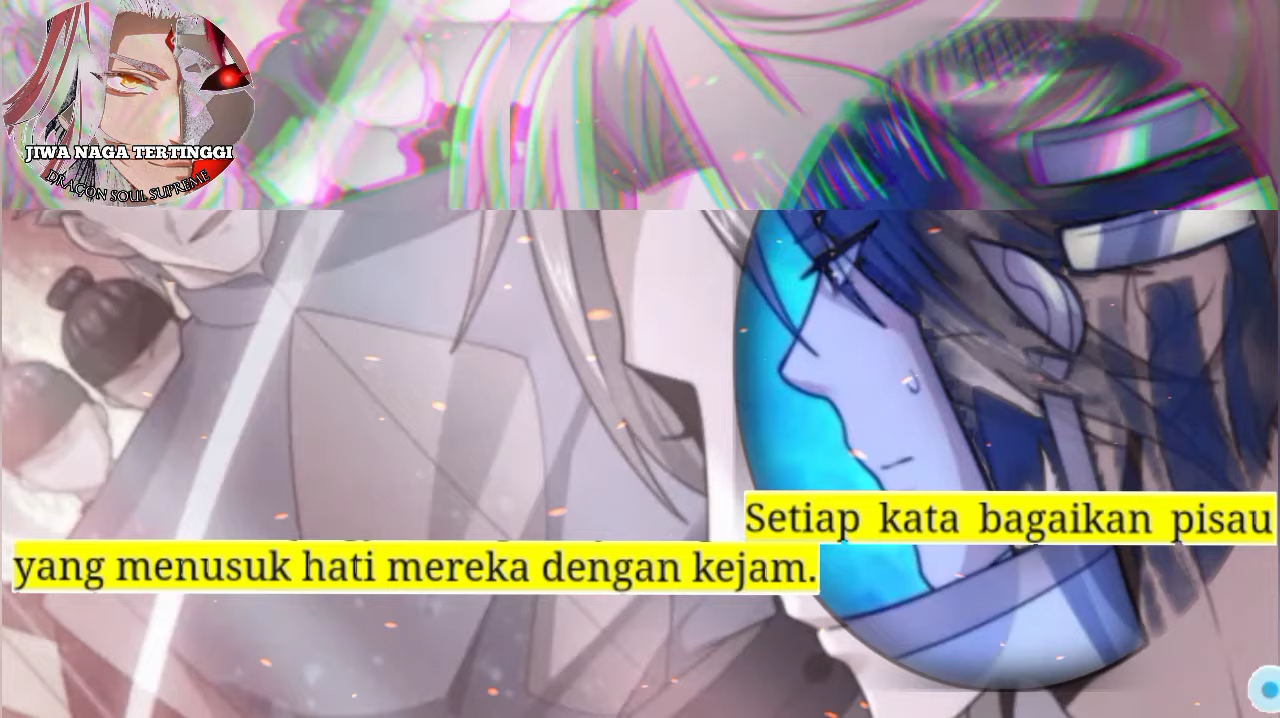 JIWA NAGA TERTINGGI
DRAGON SOUL SUPREME
Setiap kata bagaikan pisau
yang menusuk hati mereka dengan kejam.